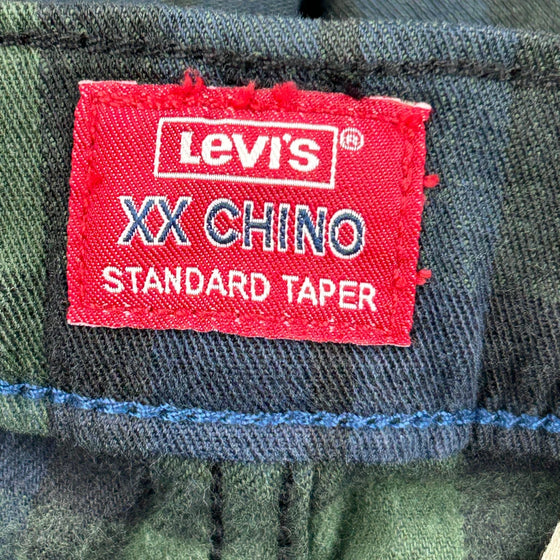 Levi's ®
XX CHINO
STANDARD TAPER